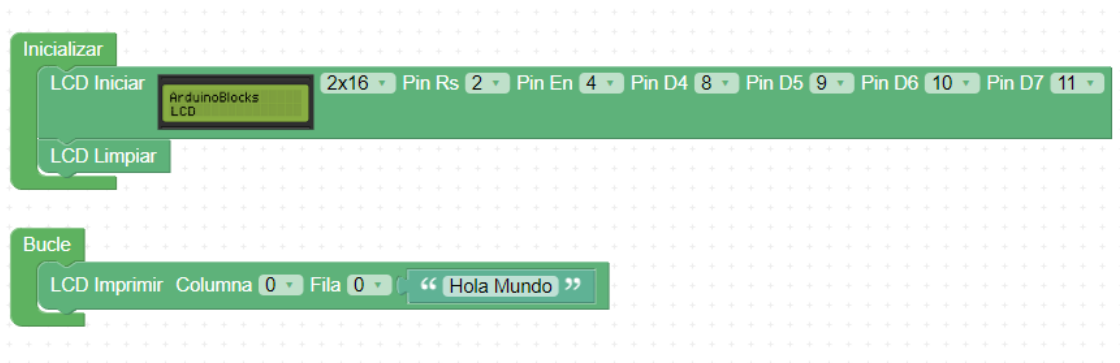 Inicializar
LCD Iniciar 2x16 Pin Rs 2 Pin En 4 Pin D4 8 Pin D5 9 Pin D6 10 Pin D7 11
ArduinoBlocks
LCD
LCD Limpiar
Bucle
LCD Imprimir Columna 0 Fila 0 “ Hola Mundo ”